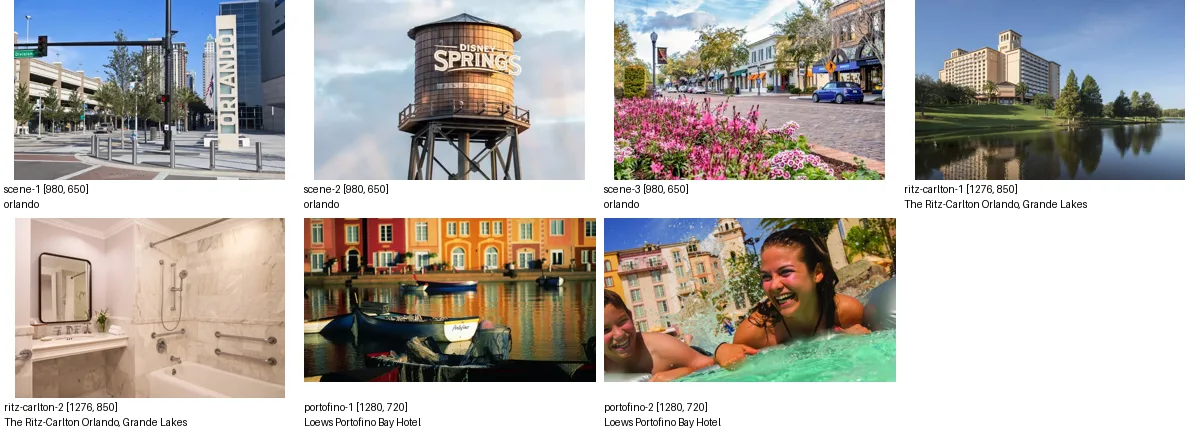 Division
ORLANDO
DISNEY
SPRINGS
scene-1 [980, 650]
orlando
scene-2 [980, 650]
orlando
scene-3 [980, 650]
orlando
ritz-carlton-1 [1276, 850]
The Ritz-Carlton Orlando, Grande Lakes
Portofino
ritz-carlton-2 [1276, 850]
The Ritz-Carlton Orlando, Grande Lakes
portofino-1 [1280, 720]
Loews Portofino Bay Hotel
portofino-2 [1280, 720]
Loews Portofino Bay Hotel